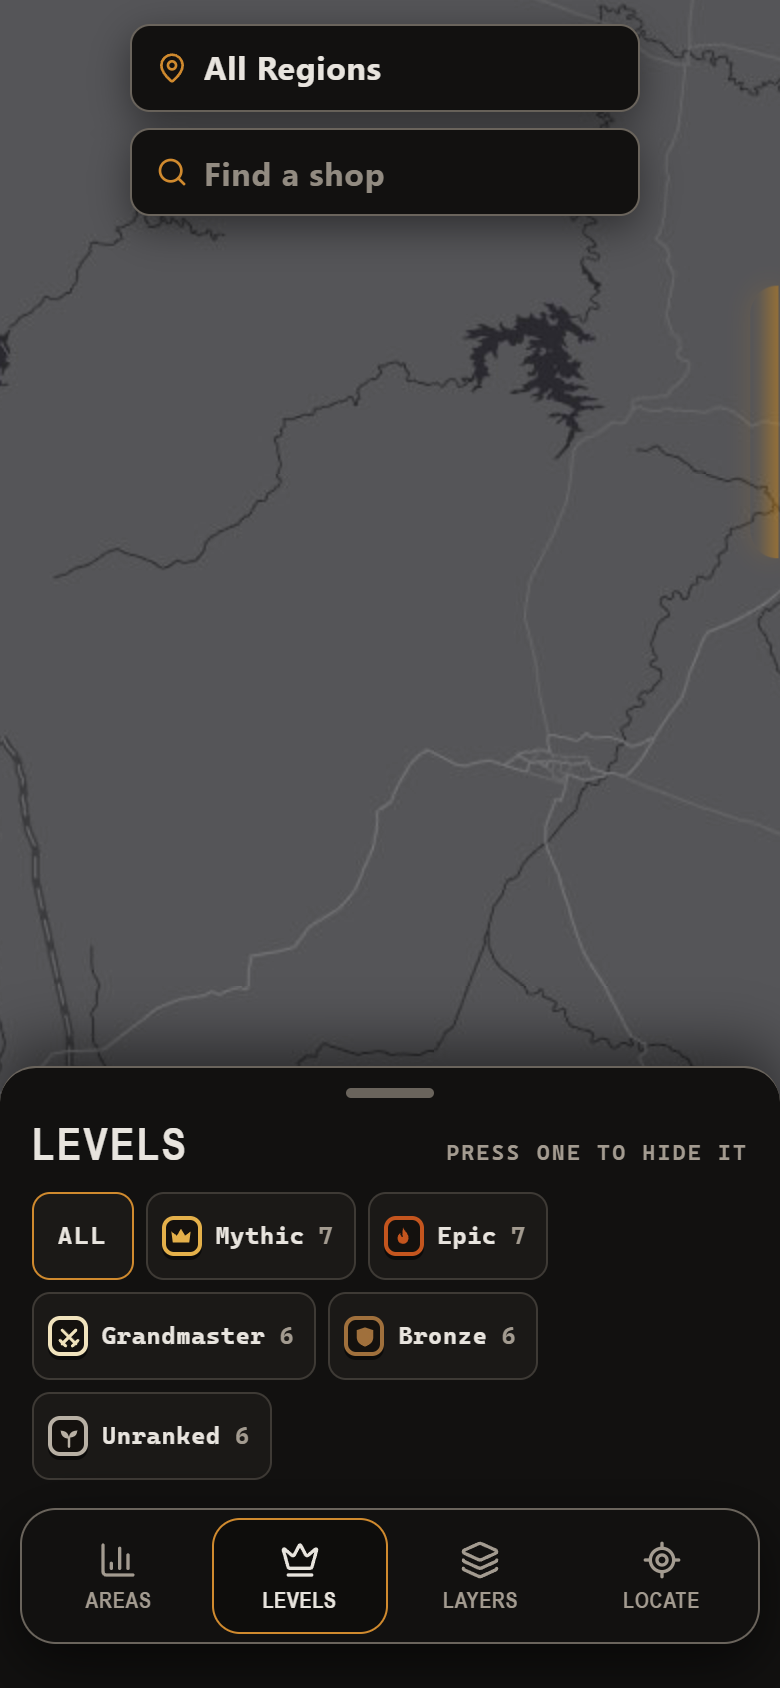 All Regions
Find a shop
LEVELS
PRESS ONE TO HIDE IT
ALL
Mythic 7
Epic 7
Grandmaster 6
Bronze 6
Unranked 6
AREAS
LEVELS
LAYERS
LOCATE